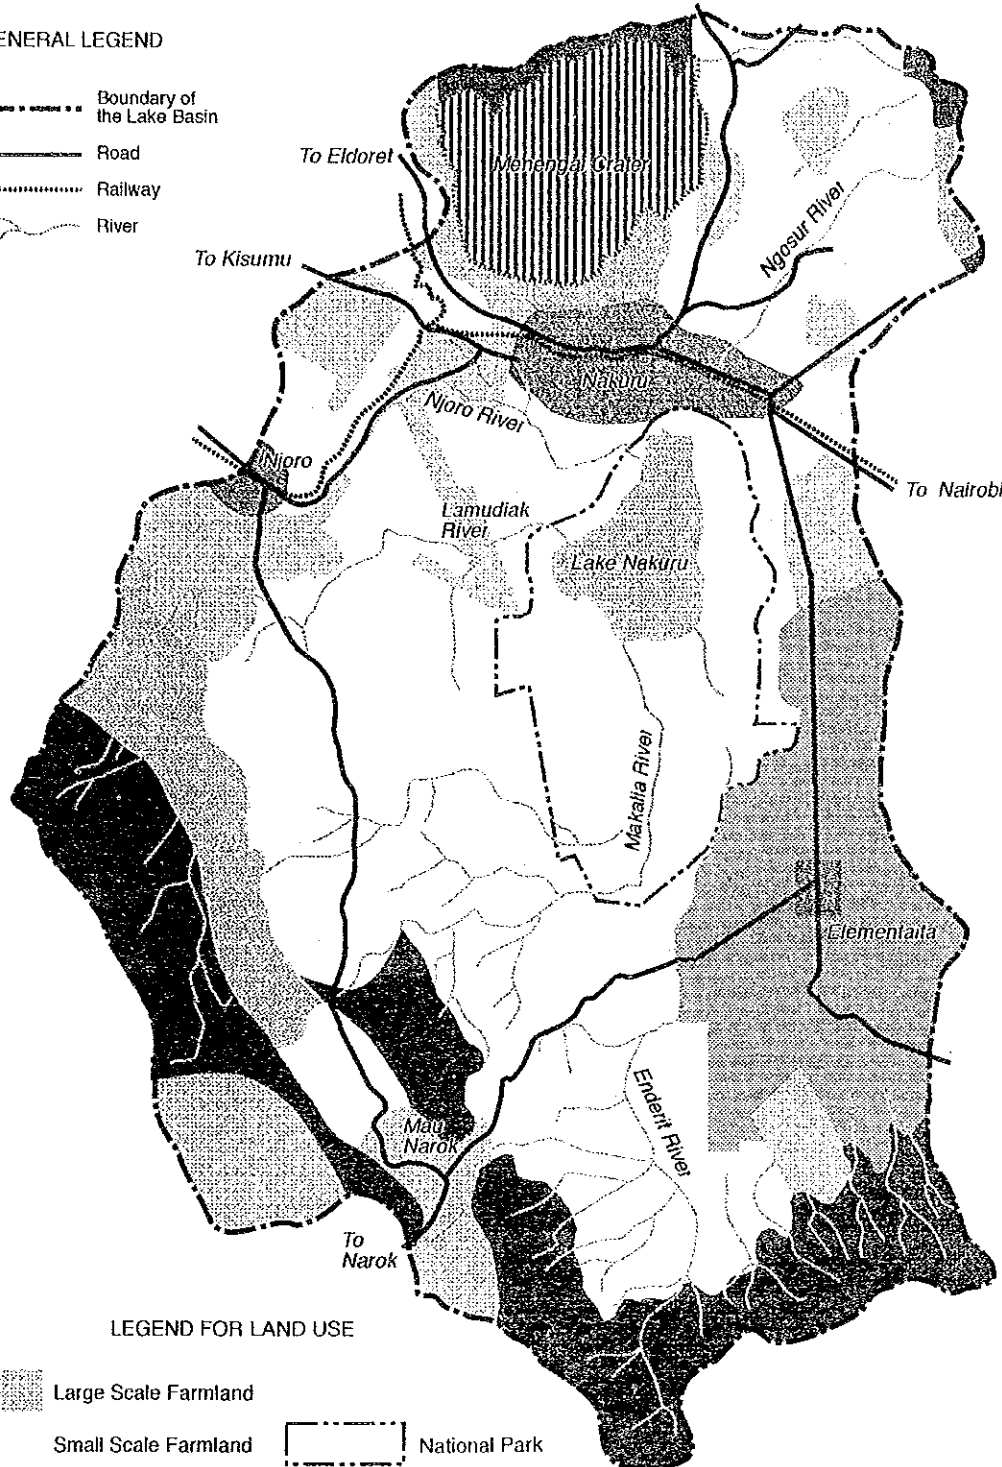 ENERAL LEGEND
Boundary of
the Lake Basin
Road
Railway
River
To Eldoret
Menengai Crater
Ngosur River
To Kisumu
Nakuru
Njoro River
Njoro
To Nairobi
Lamudiak
River
Lake Nakuru
Makalia River
Elementaita
Enderit River
Mau
Narok
To
Narok
LEGEND FOR LAND USE
Large Scale Farmland
Small Scale Farmland
National Park